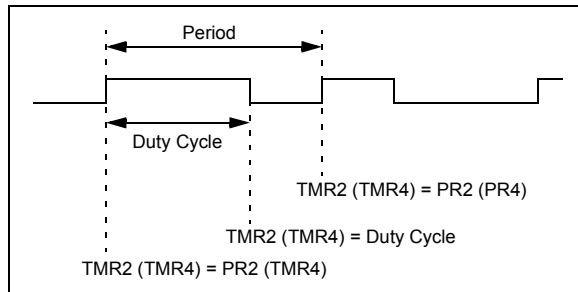 Period
Duty Cycle
TMR2 (TMR4) = PR2 (PR4)
TMR2 (TMR4) = Duty Cycle
TMR2 (TMR4) = PR2 (TMR4)